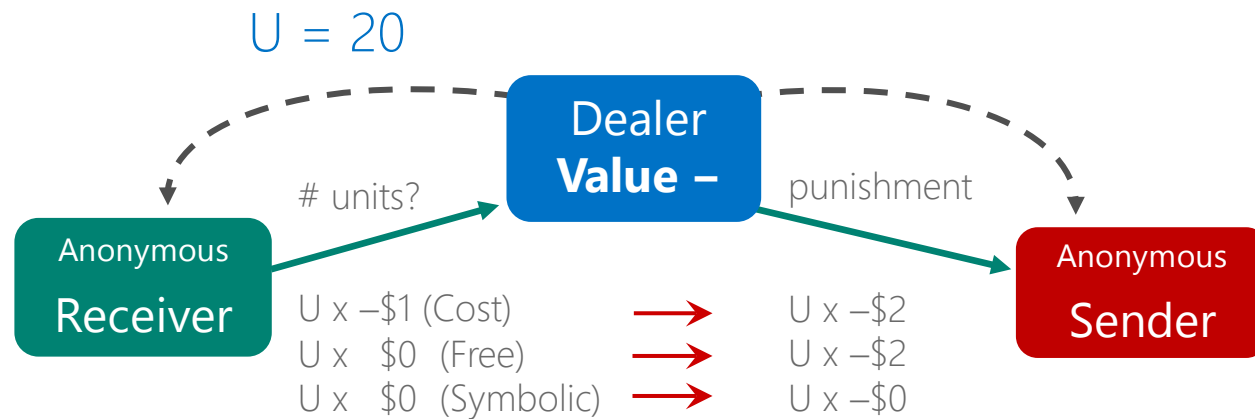 U = 20
Dealer
Value –
# units?
punishment
Anonymous
Receiver
Anonymous
Sender
U x –$1 (Cost)
U x –$2
U x $0 (Free)
U x –$2
U x $0 (Symbolic)
U x –$0